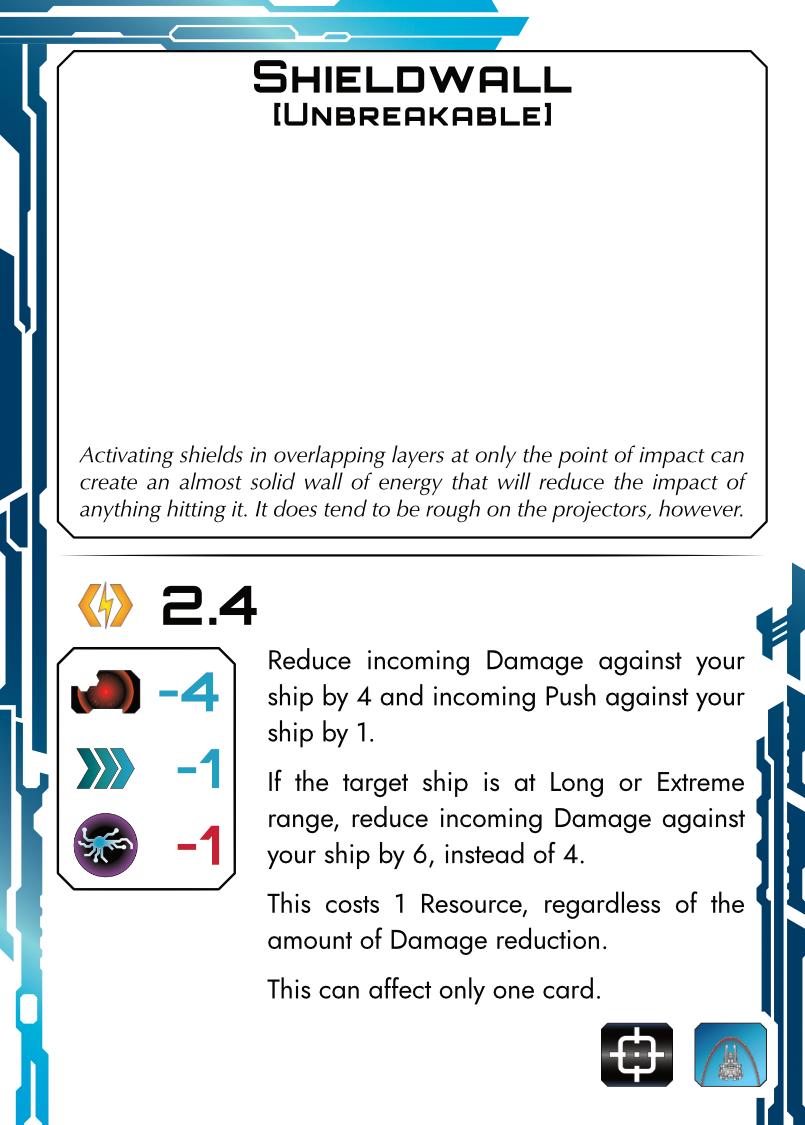 Shieldwall
[Unbreakable]
Activating shields in overlapping layers at only the point of impact can
create an almost solid wall of energy that will reduce the impact of
anything hitting it. It does tend to be rough on the projectors, however.
2.4
-4
-1
-1
Reduce incoming Damage against your
ship by 4 and incoming Push against your
ship by 1.
If the target ship is at Long or Extreme
range, reduce incoming Damage against
your ship by 6, instead of 4.
This costs 1 Resource, regardless of the
amount of Damage reduction.
This can affect only one card.